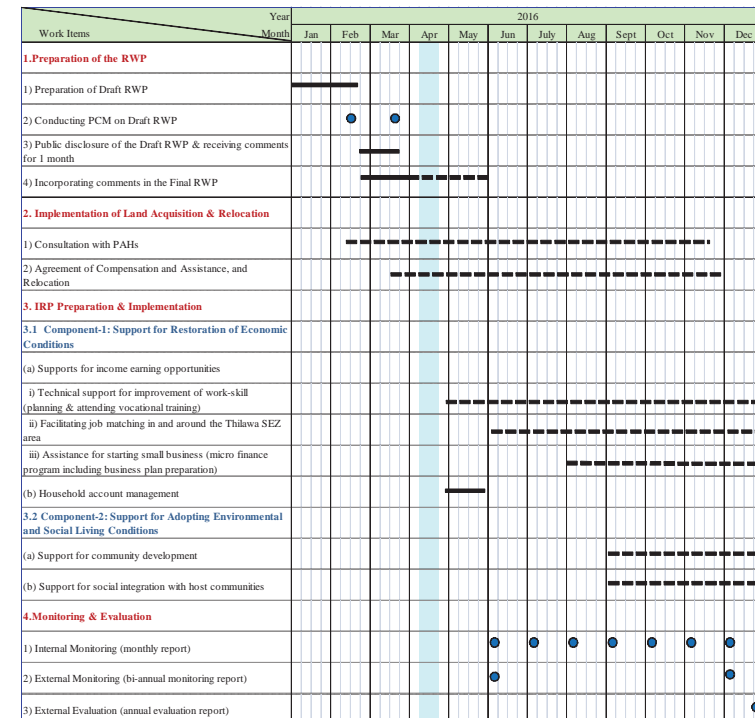 Year
2016
Work Items
Month
Jan Feb Mar Apr May Jun July Aug Sept Oct Nov Dec
1.Preparation of the RWP
1) Preparation of Draft RWP
2) Conducting PCM on Draft RWP
3) Public disclosure of the Draft RWP & receiving comments
for 1 month
4) Incorporating comments in the Final RWP
2. Implementation of Land Acquisition & Relocation
1) Consultation with PAHs
2) Agreement of Compensation and Assistance, and
Relocation
3. IRP Preparation & Implementation
3.1 Component-1: Support for Restoration of Economic
Conditions
(a) Supports for income earning opportunities
i) Technical support for improvement of work-skill
(planning & attending vocational training)
ii) Facilitating job matching in and around the Thilawa SEZ
area
iii) Assistance for starting small business (micro finance
program including business plan preparation)
(b) Household account management
3.2 Component-2: Support for Adopting Environmental
and Social Living Conditions
(a) Support for community development
(b) Support for social integration with host communities
4.Monitoring & Evaluation
1) Internal Monitoring (monthly report)
2) External Monitoring (bi-annual monitoring report)
3) External Evaluation (annual evaluation report)